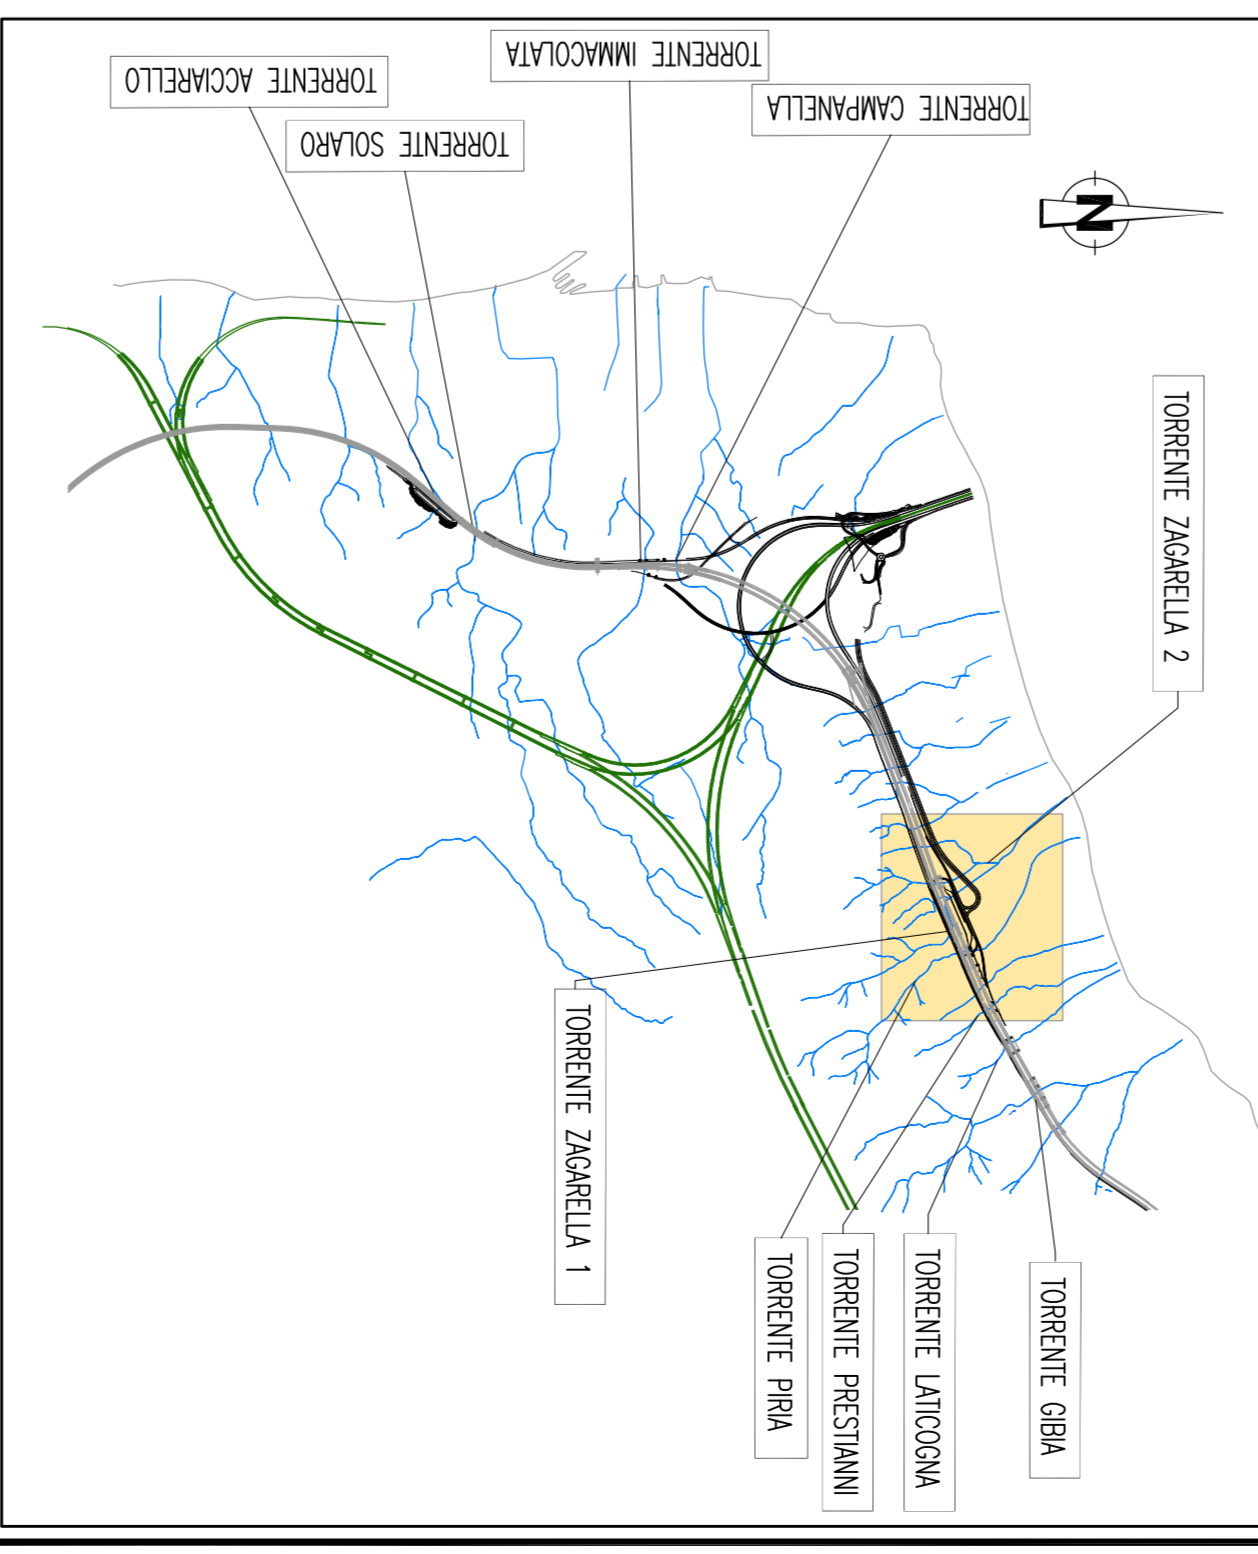 TORRENTE ACCIARELLO
TORRENTE SOLARO
TORRENTE IMMACOLATA
TORRENTE CAMPANELLA
N
TORRENTE ZAGARELLA 2
TORRENTE ZAGARELLA 1
TORRENTE PIRIA
TORRENTE PRESTIANNI
TORRENTE LATICOGNA
TORRENTE GIBIA